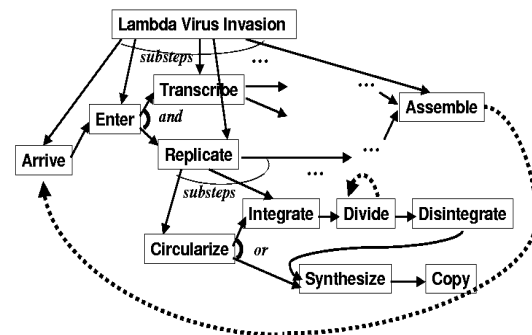 Lambda Virus Invasion
substeps
...
Transcribe
...
Enter
and
Assemble
Arrive
Replicate
...
...
substeps
Integrate
Divide
Disintegrate
Circularize
or
Synthesize
Copy